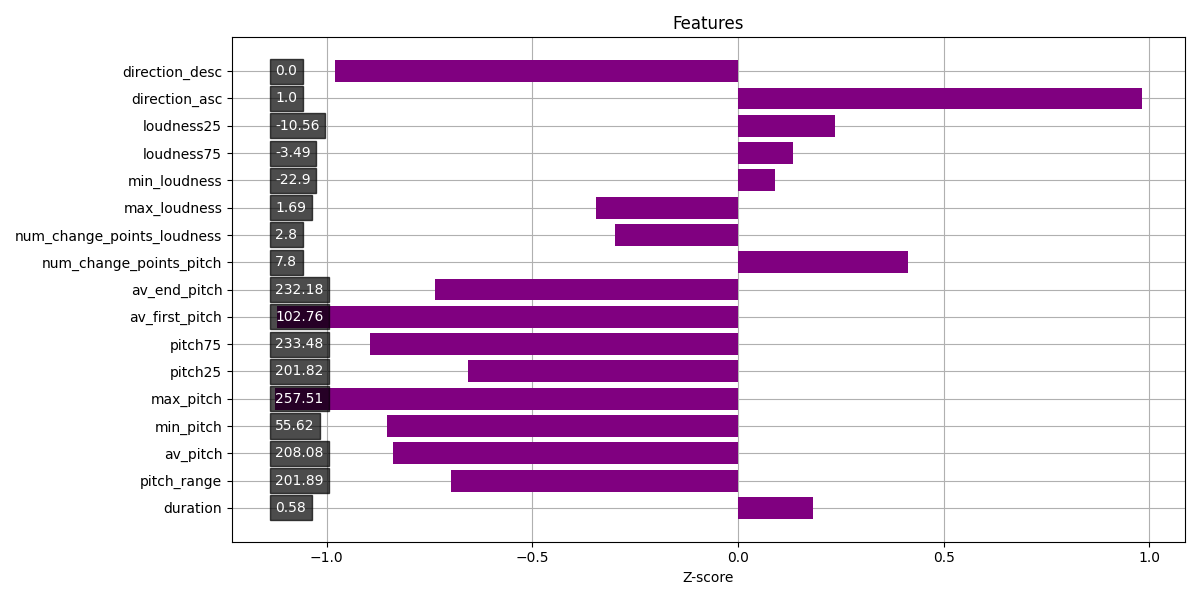 Features
direction_desc 0.0
direction_asc 1.0
loudness25 -10.56
loudness75 -3.49
min_loudness -22.9
max_loudness 1.69
num_change_points_loudness 2.8
num_change_points_pitch 7.8
av_end_pitch 232.18
av_first_pitch 102.76
pitch75 233.48
pitch25 201.82
max_pitch 257.51
min_pitch 55.62
av_pitch 208.08
pitch_range 201.89
duration 0.58
−1.0 −0.5 0.0 0.5 1.0
Z-score